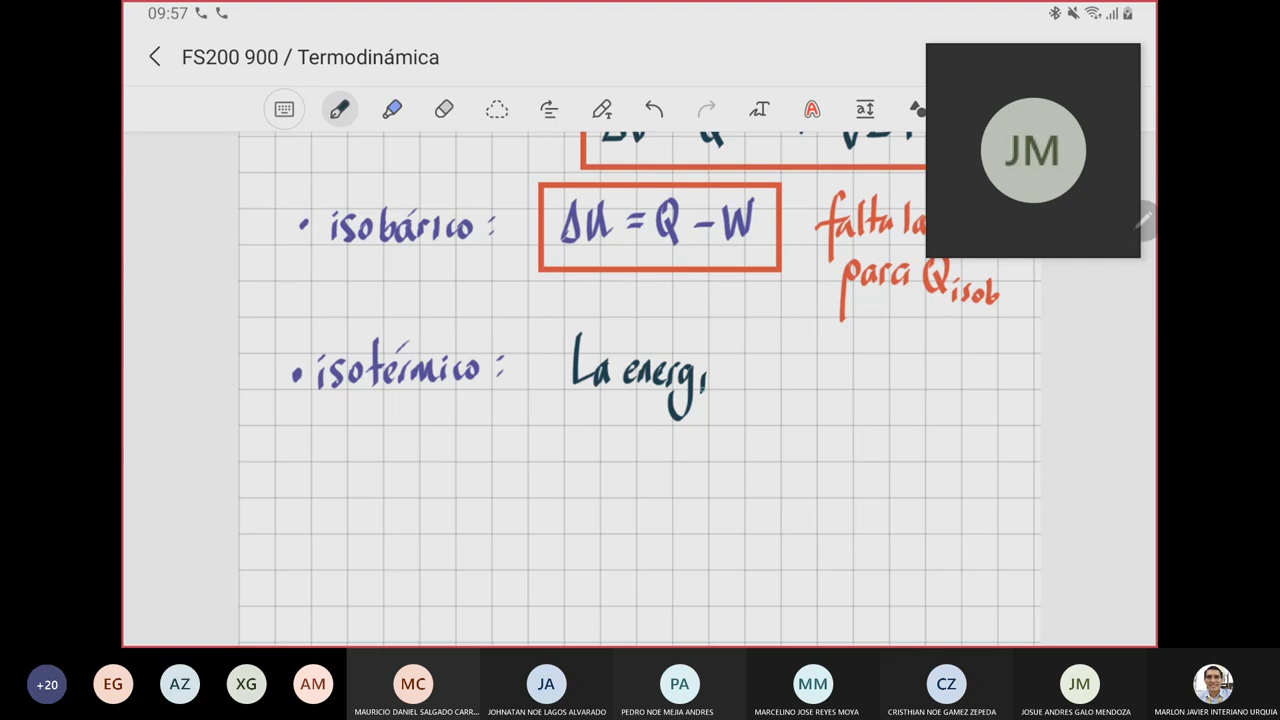 09:57
FS200 900 / Termodinámica
JM
• isobárico: ΔU = Q - W falta la
para Qisob
• isotérmico: La energ
+20 EG AZ XG AM MC JA PA MM CZ JM
MAURICIO DANIEL SALGADO CARR... JOHNATAN NOE LAGOS ALVARADO PEDRO NOE MEJIA ANDRES MARCELINO JOSE REYES MOYA CRISTHIAN NOE GAMEZ ZEPEDA JOSUE ANDRES GALO MENDOZA MARLON JAVIER INTERIANO URQUIA